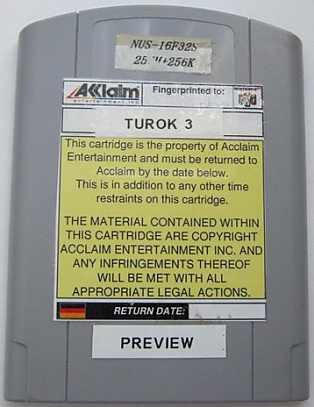 NUS-16F32S
Acclaim
entertainment inc.
Fingerprinted to:
TUROK 3
This cartridge is the property of Acclaim
Entertainment and must be returned to
Acclaim by the date below.
This is in addition to any other time
restraints on this cartridge.
THE MATERIAL CONTAINED WITHIN
THIS CARTRIDGE ARE COPYRIGHT
ACCLAIM ENTERTAINMENT INC. AND
ANY INFRINGEMENTS THEREOF
WILL BE MET WITH ALL
APPROPRIATE LEGAL ACTIONS.
RETURN DATE:
PREVIEW